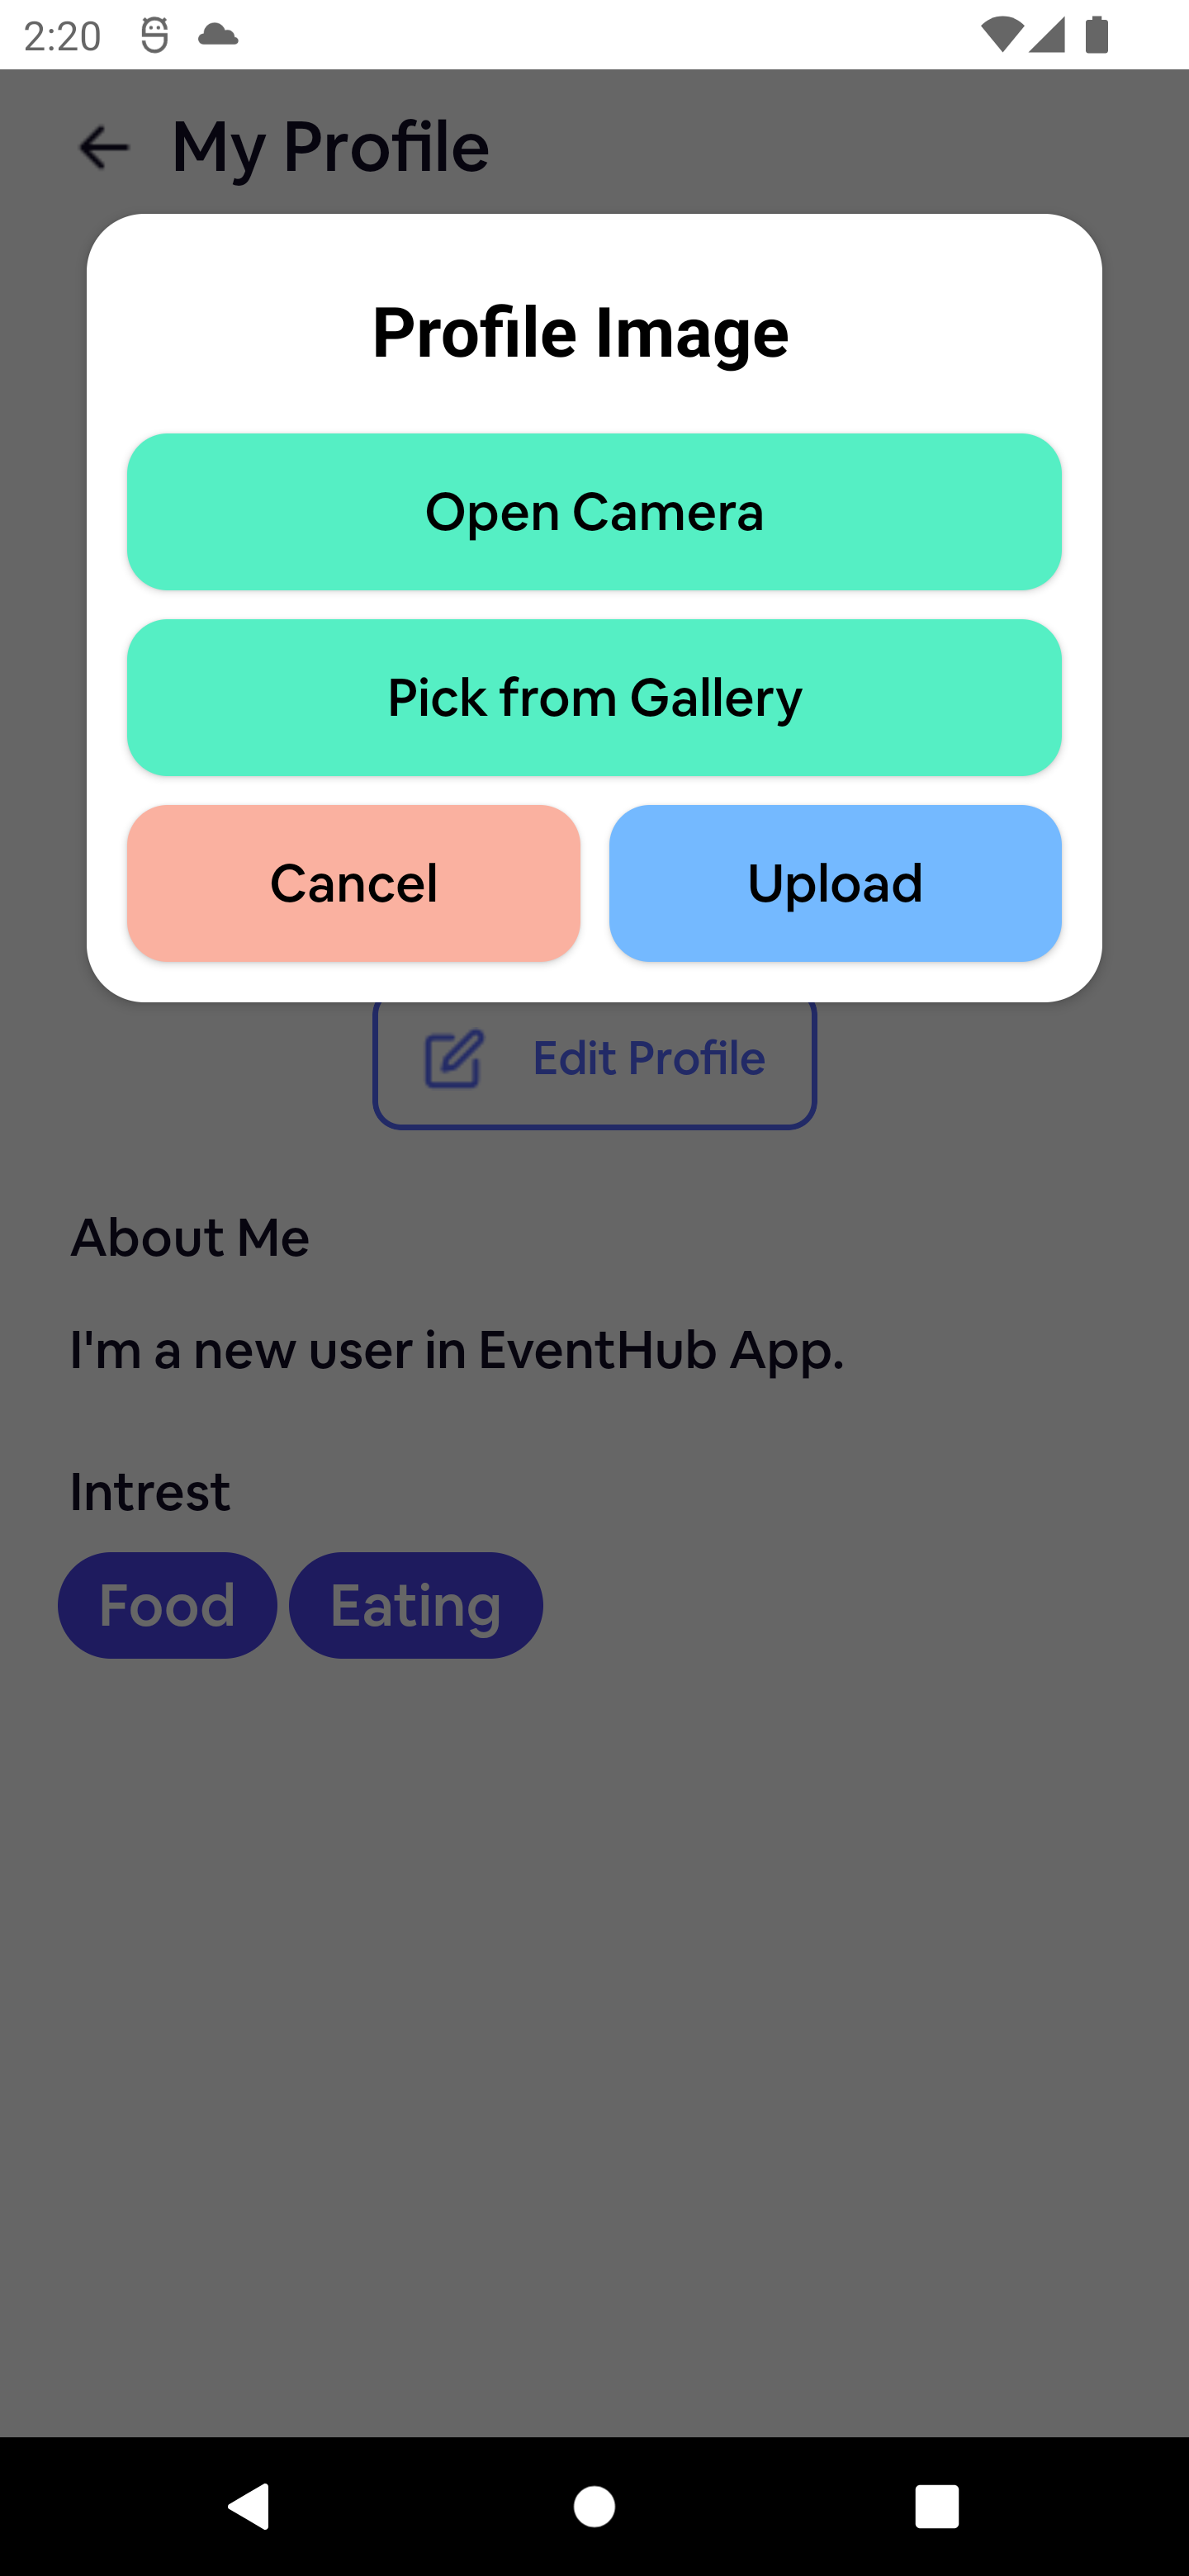 2:20
My Profile
Profile Image
Open Camera
Pick from Gallery
Cancel
Upload
Edit Profile
About Me
I'm a new user in EventHub App.
Intrest
Food
Eating